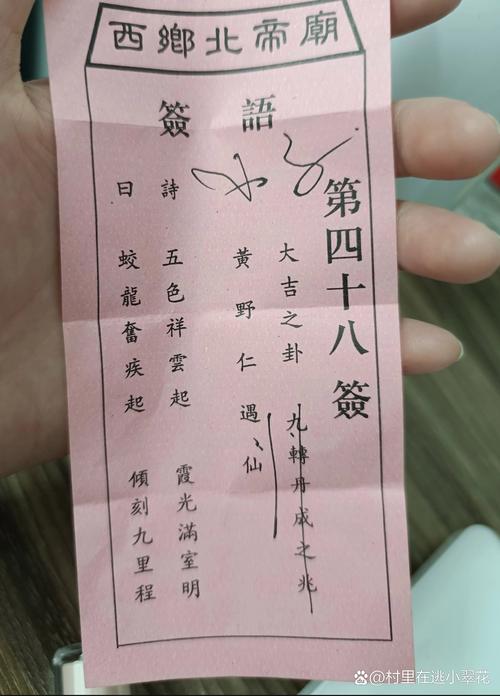 西鄉北帝廟
簽語
第四十八簽
大吉之卦 九轉丹成之兆
黃野仁遇仙
詩 五色祥雲起 霞光滿室明
曰 蛟龍奮疾起 傾刻九里程
@村里在逃小翠花